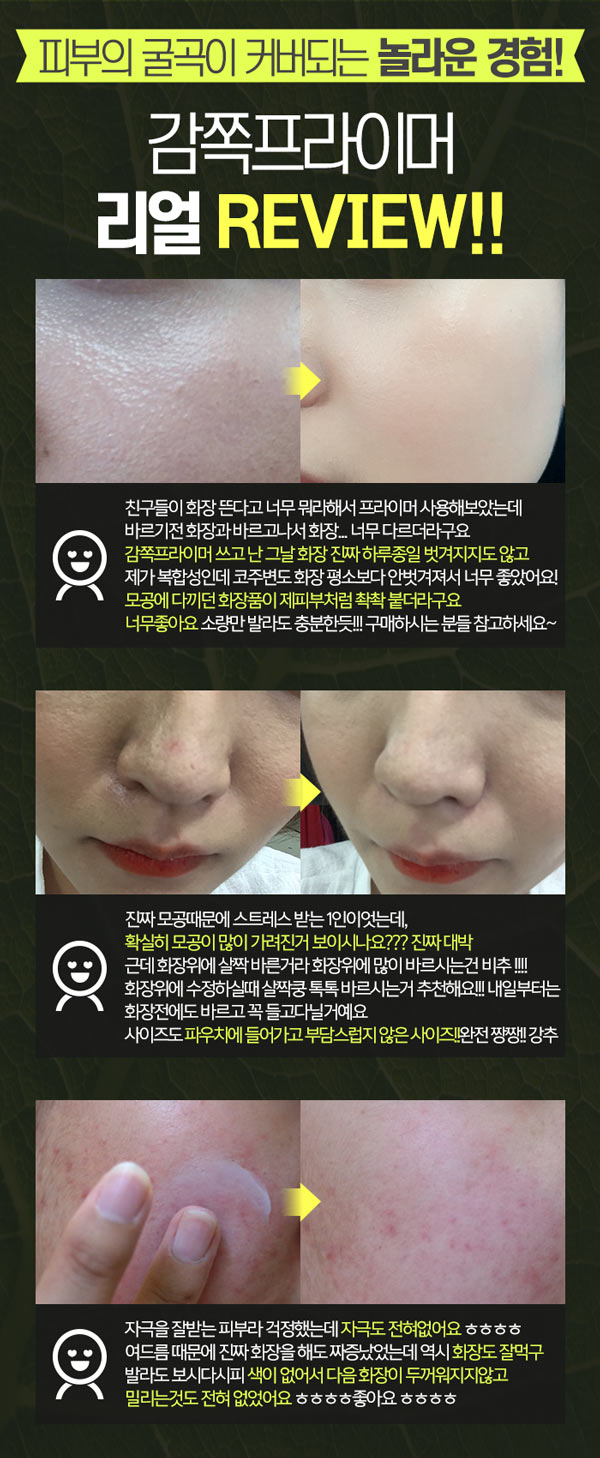 피부의 굴곡이 커버되는 놀라운 경험!
감쪽프라이머
리얼 REVIEW!!
친구들이 화장 뜬다고 너무 뭐라해서 프라이머 사용해보았는데
바르기전 화장과 바르고나서 화장... 너무 다르더라구요
감쪽프라이머 쓰고 난 그날 화장 진짜 하루종일 벗겨지지도 않고
제가 복합성인데 코주변도 화장 평소보다 안벗겨져서 너무 좋았어요!
모공에 다끼던 화장품이 제피부처럼 촥촥 붙더라구요
너무좋아요 소량만 발라도 충분한듯!!! 구매하시는 분들 참고하세요~
진짜 모공때문에 스트레스 받는 1인이엇는데,
확실히 모공이 많이 가려진거 보이시나요??? 진짜 대박
근데 화장위에 살짝 바른거라 화장위에 많이 바르시는건 비추 !!!!
화장위에 수정하실때 살짝쿵 톡톡 바르시는거 추천해요!!! 내일부터는
화장전에도 바르고 꼭 들고다닐거예요
사이즈도 파우치에 들어가고 부담스럽지 않은 사이즈!!완전 짱짱!! 강추
자극을 잘받는 피부라 걱정했는데 자극도 전혀없어요 ㅎㅎㅎㅎ
여드름 때문에 진짜 화장을 해도 짜증났었는데 역시 화장도 잘먹구
발라도 보시다시피 색이 없어서 다음 화장이 두꺼워지지않고
밀리는것도 전혀 없었어요 ㅎㅎㅎㅎ좋아요 ㅎㅎㅎㅎ